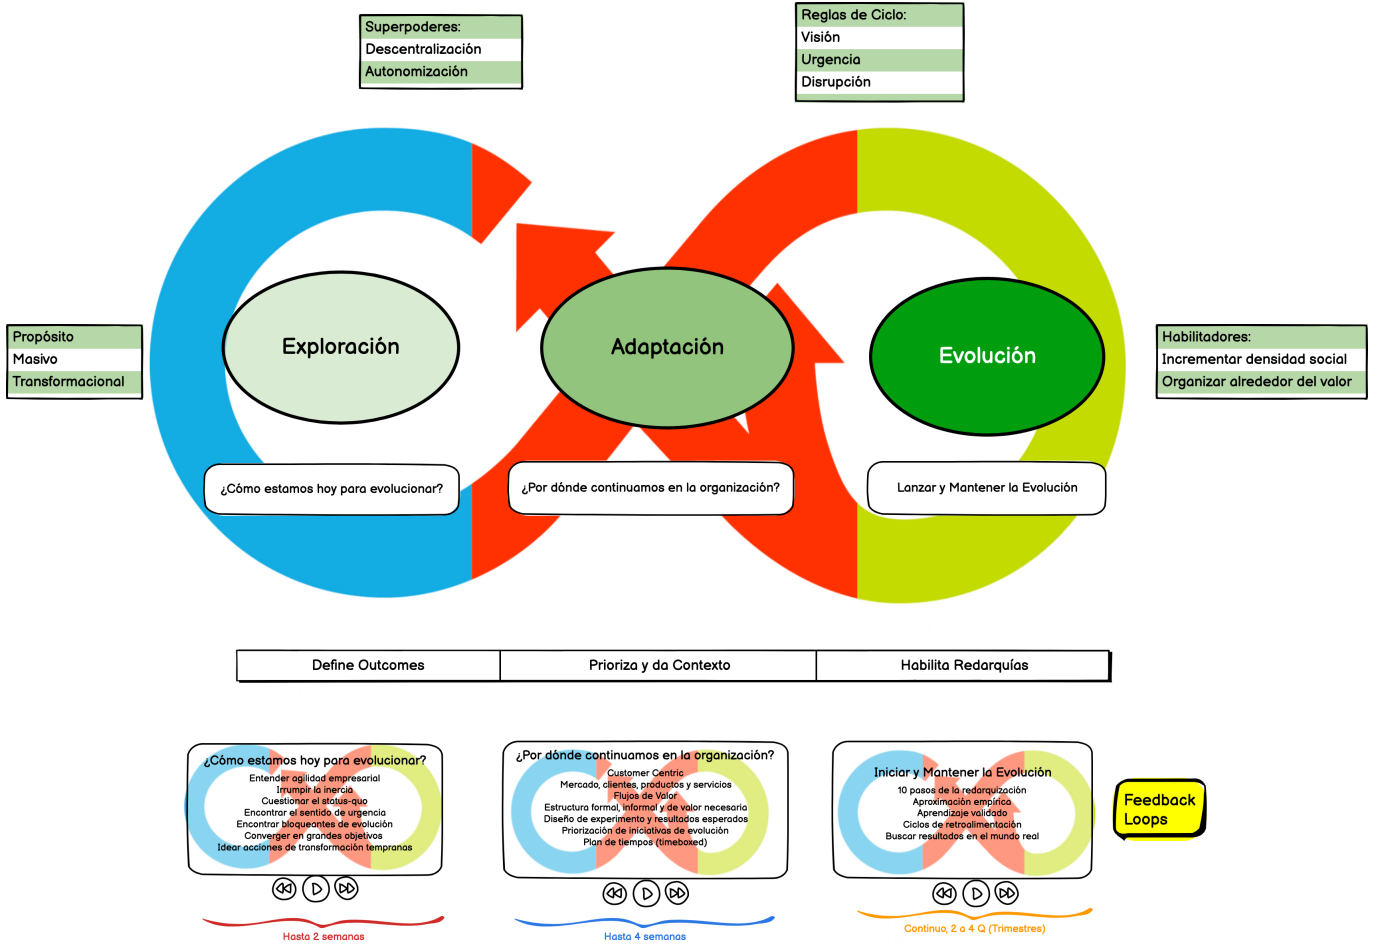 Superpoderes:
Descentralización
Autonomización
Reglas de Ciclo:
Visión
Urgencia
Disrupción
Propósito
Masivo
Transformacional
Exploración
Adaptación
Evolución
Habilitadores:
Incrementar densidad social
Organizar alrededor del valor
¿Cómo estamos hoy para evolucionar?
¿Por dónde continuamos en la organización?
Lanzar y Mantener la Evolución
Define Outcomes
Prioriza y da Contexto
Habilita Redarquías
¿Cómo estamos hoy para evolucionar?
Entender agilidad empresarial
Irrumpir la inercia
Cuestionar el status-quo
Encontrar el sentido de urgencia
Encontrar bloqueantes de evolución
Converger en grandes objetivos
Idear acciones de transformación tempranas
Hasta 2 semanas
¿Por dónde continuamos en la organización?
Customer Centric
Mercado, clientes, productos y servicios
Flujos de Valor
Estructura formal, informal y de valor necesaria
Diseño de experimento y resultados esperados
Priorización de iniciativas de evolución
Plan de tiempos (timeboxed)
Hasta 4 semanas
Iniciar y Mantener la Evolución
10 pasos de la redarquización
Aproximación empírica
Aprendizaje validado
Ciclos de retroalimentación
Buscar resultados en el mundo real
Continuo, 2 a 4 Q (Trimestres)
Feedback
Loops